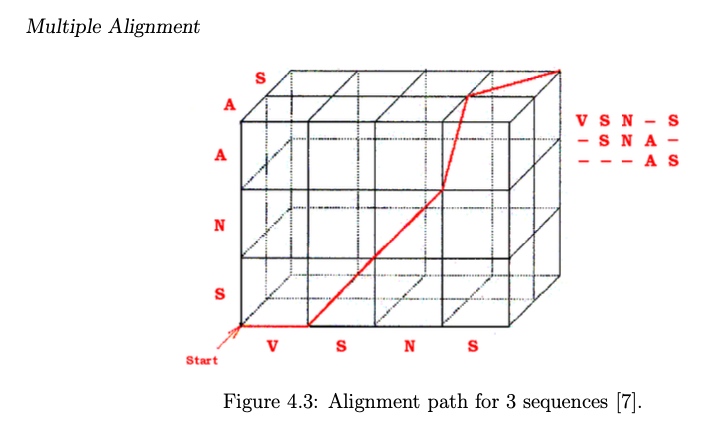 Multiple Alignment
S
A
A
N
S
Start
V S N S
V S N – S
– S N A –
– – – A S
Figure 4.3: Alignment path for 3 sequences [7].